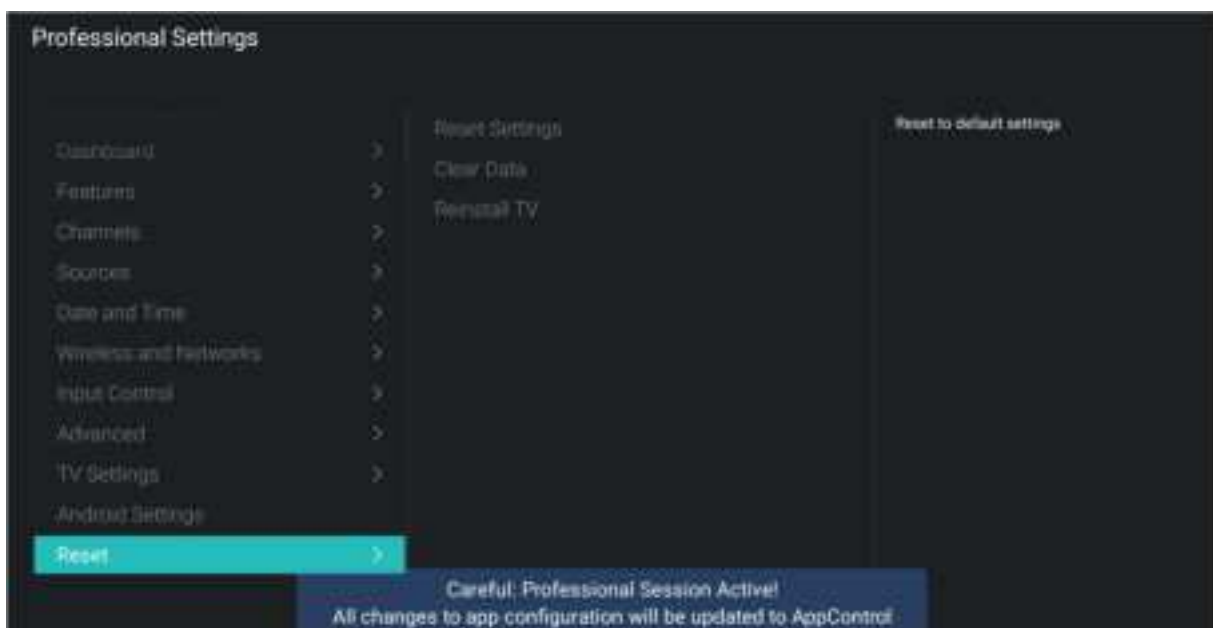 Professional Settings
Dashboard
Features
Channels
Sources
Date and Time
Wireless and Networks
Input Control
Advanced
TV Settings
Android Settings
Reset
Reset Settings
Clear Data
Reinstall TV
Reset to default settings
Careful: Professional Session Active!
All changes to app configuration will be updated to AppControl